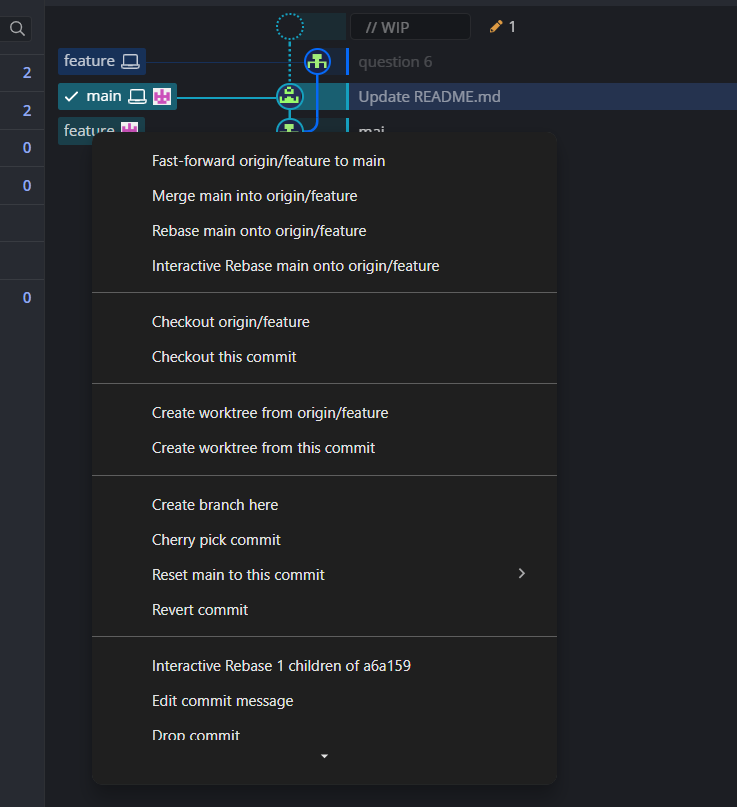 // WIP
1
feature
question 6
2
main
Update README.md
2
feature
mai
0
Fast-forward origin/feature to main
Merge main into origin/feature
0
Rebase main onto origin/feature
Interactive Rebase main onto origin/feature
0
Checkout origin/feature
Checkout this commit
Create worktree from origin/feature
Create worktree from this commit
Create branch here
Cherry pick commit
Reset main to this commit
Revert commit
Interactive Rebase 1 children of a6a159
Edit commit message
Drop commit